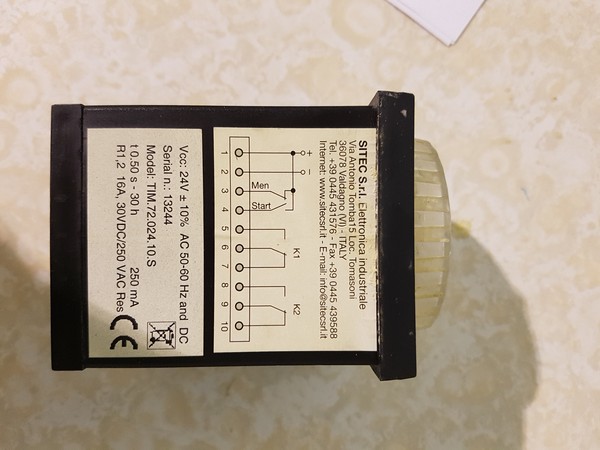 SITEC S.r.l. Elettronica industriale
Via Antonio Tomba15 Loc. Tomasoni
36078 Valdagno (VI) - ITALY
Tel. +39 0445 431576 - Fax +39 0445 439588
Internet: www.sitecsrl.it - E-mail: info@sitecsrl.it
+
-
Men
Start
K1
K2
1 2 3 4 5 6 7 8 9 10
Vcc: 24V ± 10% AC 50-60 Hz and DC
Serial n.: 13244
Model: TIM.72.024.10.S
t 0,50 s - 30 h 250 mA
R1,2 16A, 30VDC/250 VAC Res
CE